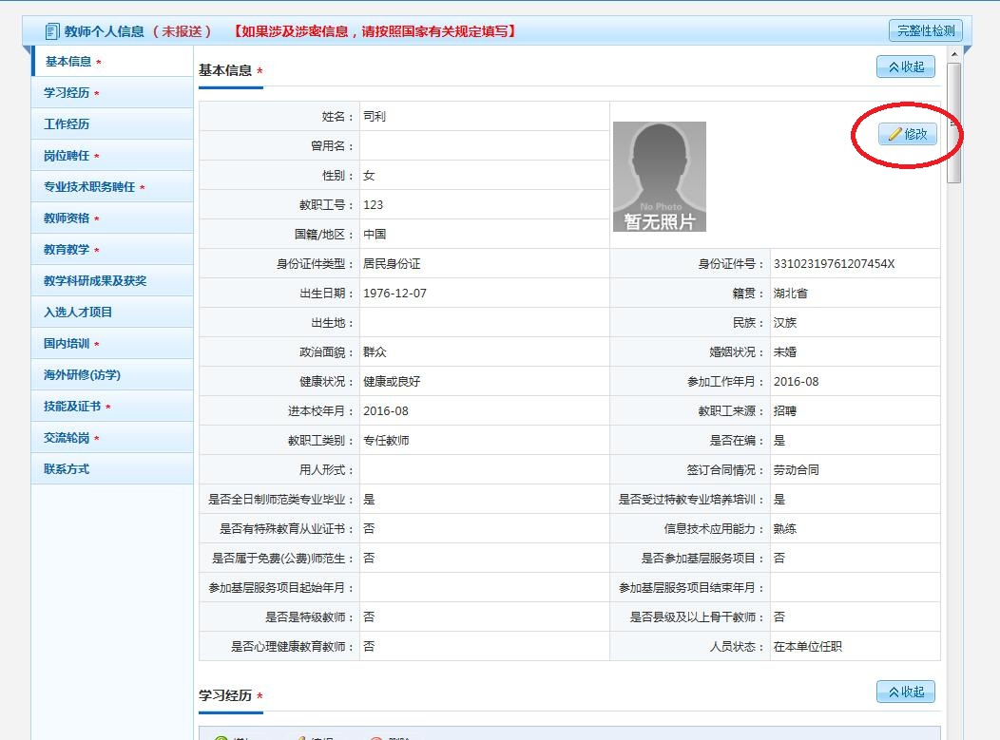 教师个人信息（未报送） 【如果涉及涉密信息，请按照国家有关规定填写】 完整性检测
基本信息 *
学习经历 *
工作经历
岗位聘任 *
专业技术职务聘任 *
教师资格 *
教育教学 *
教学科研成果及获奖
入选人才项目
国内培训 *
海外研修(访学)
技能及证书 *
交流轮岗 *
联系方式
基本信息 * 收起
姓名： 司利
修改
曾用名：
性别： 女
教职工号： 123
国籍/地区： 中国
No Photo
暂无照片
身份证件类型： 居民身份证 身份证件号： 33102319761207454X
出生日期： 1976-12-07 籍贯： 湖北省
出生地： 民族： 汉族
政治面貌： 群众 婚姻状况： 未婚
健康状况： 健康或良好 参加工作年月： 2016-08
进本校年月： 2016-08 教职工来源： 招聘
教职工类别： 专任教师 是否在编： 是
用人形式： 签订合同情况： 劳动合同
是否全日制师范类专业毕业： 是 是否受过特教专业培养培训： 是
是否有特殊教育从业证书： 否 信息技术应用能力： 熟练
是否属于免费(公费)师范生： 否 是否参加基层服务项目： 否
参加基层服务项目起始年月： 参加基层服务项目结束年月：
是否是特级教师： 否 是否县级及以上骨干教师： 否
是否心理健康教育教师： 否 人员状态： 在本单位任职
学习经历 * 收起